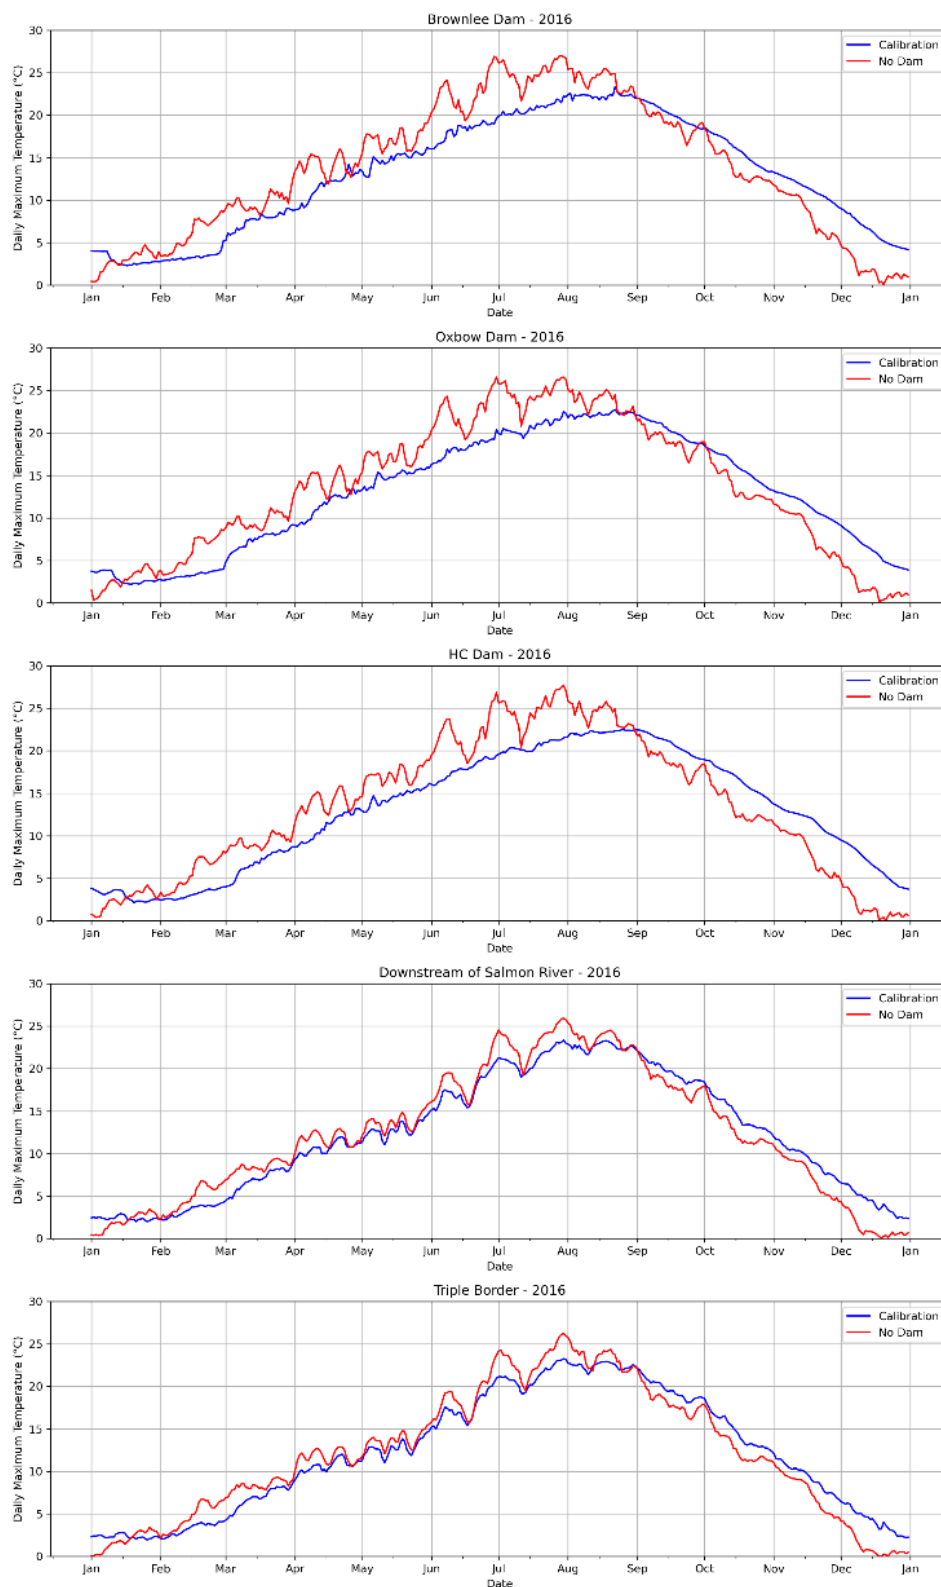 Brownlee Dam - 2016
Daily Maximum Temperature (°C)
30
25
20
15
10
5
0
Calibration
No Dam
Jan Feb Mar Apr May Jun Jul Aug Sep Oct Nov Dec Jan
Date
Oxbow Dam - 2016
Daily Maximum Temperature (°C)
30
25
20
15
10
5
0
Calibration
No Dam
Jan Feb Mar Apr May Jun Jul Aug Sep Oct Nov Dec Jan
Date
HC Dam - 2016
Daily Maximum Temperature (°C)
30
25
20
15
10
5
0
Calibration
No Dam
Jan Feb Mar Apr May Jun Jul Aug Sep Oct Nov Dec Jan
Date
Downstream of Salmon River - 2016
Daily Maximum Temperature (°C)
30
25
20
15
10
5
0
Calibration
No Dam
Jan Feb Mar Apr May Jun Jul Aug Sep Oct Nov Dec Jan
Date
Triple Border - 2016
Daily Maximum Temperature (°C)
30
25
20
15
10
5
0
Calibration
No Dam
Jan Feb Mar Apr May Jun Jul Aug Sep Oct Nov Dec Jan
Date